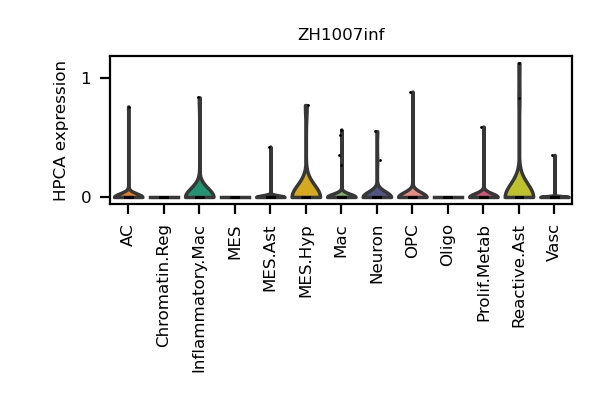 ZH1007inf
HPCA expression
1
0
AC
Chromatin.Reg
Inflammatory.Mac
MES
MES.Ast
MES.Hyp
Mac
Neuron
OPC
Oligo
Prolif.Metab
Reactive.Ast
Vasc